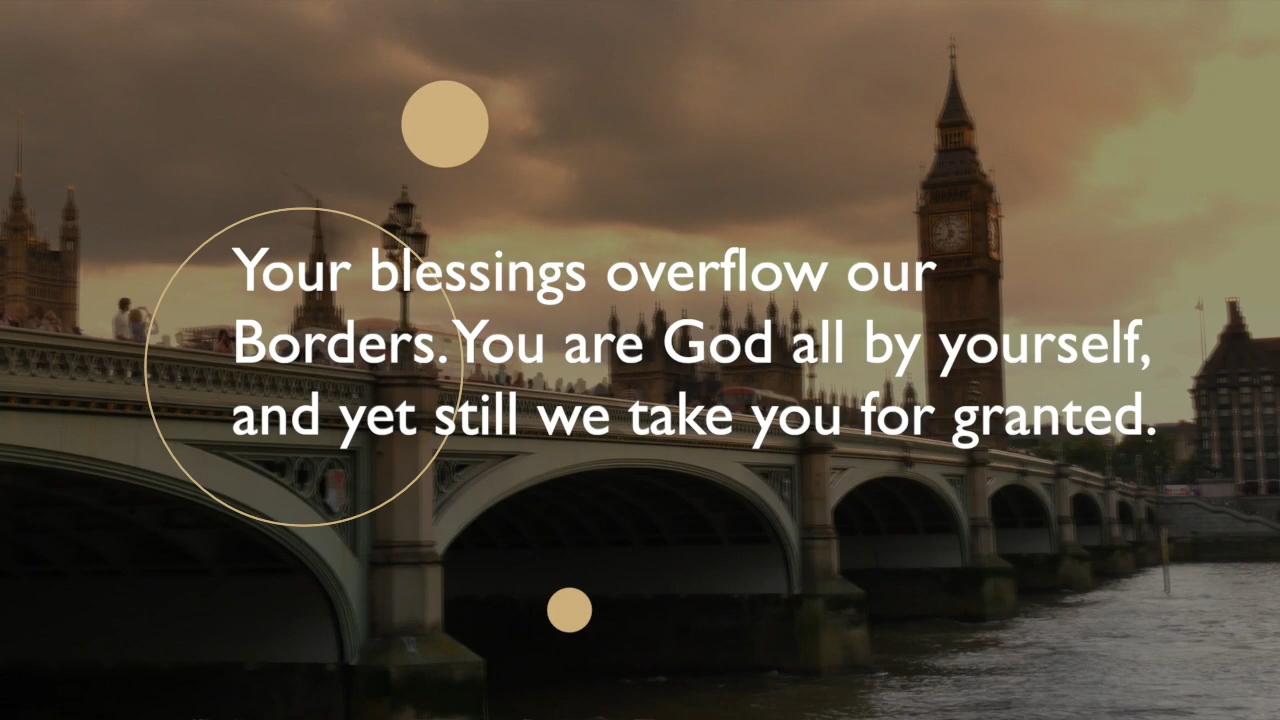 Your blessings overflow our
Borders. You are God all by yourself,
and yet still we take you for granted.